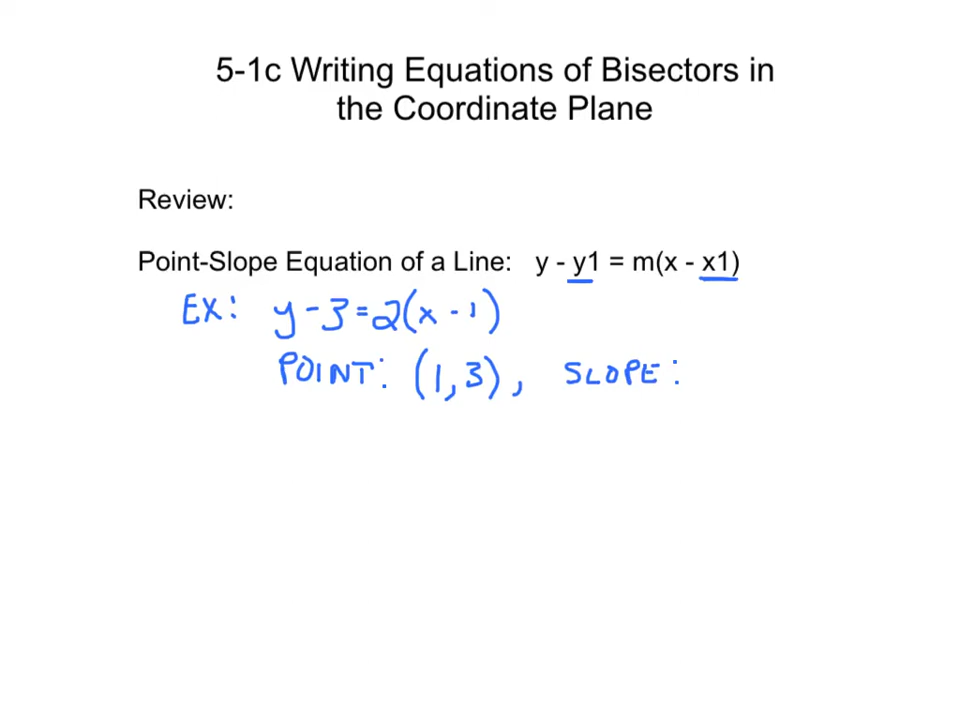 5-1c Writing Equations of Bisectors in
the Coordinate Plane
Review:
Point-Slope Equation of a Line: y - y1 = m(x - x1)
EX: y-3=2(x-1)
POINT: (1,3), SLOPE: